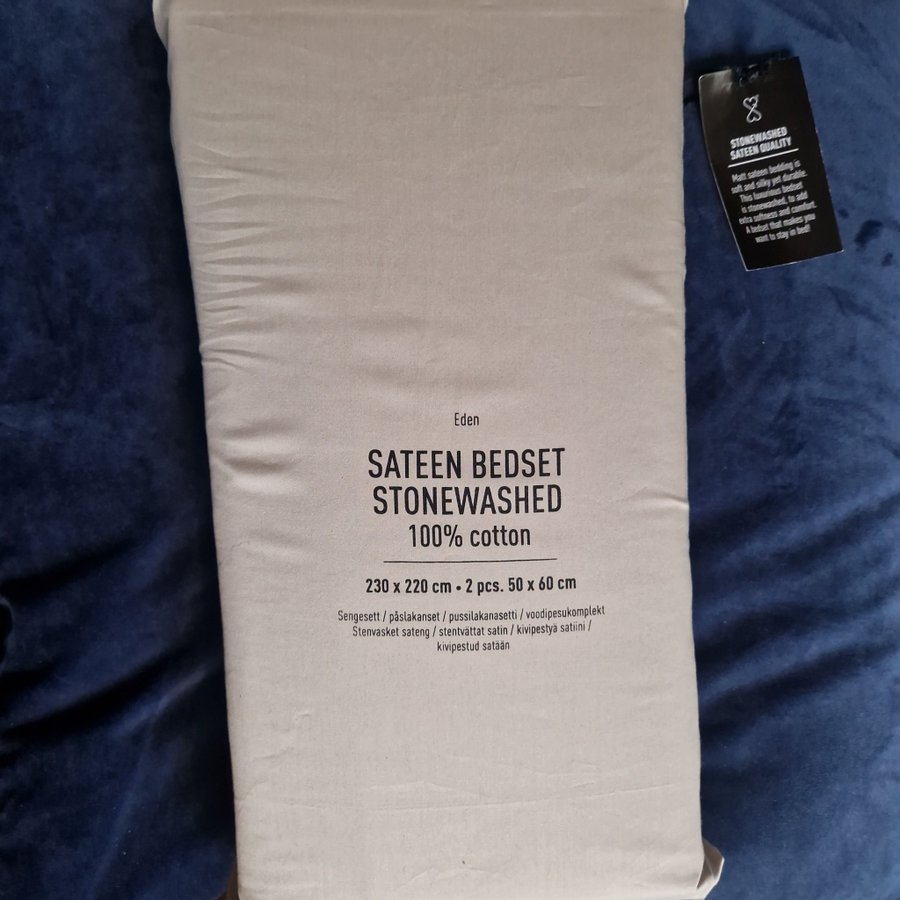 Eden
SATEEN BEDSET
STONEWASHED
100% cotton
230 x 220 cm • 2 pcs. 50 x 60 cm
Sengesett / påslakanset / pussilakanasetti / voodipesukomplekt
Stenvasket sateng / stentvättat satin / kivipestyä satiini /
kivipestud satään
STONEWASHED
SATEEN QUALITY
Matt sateen bedding is
soft and silky yet durable.
This luxurious bedset
is stonewashed, to add
extra softness and comfort.
A bedset that makes you
want to stay in bed!